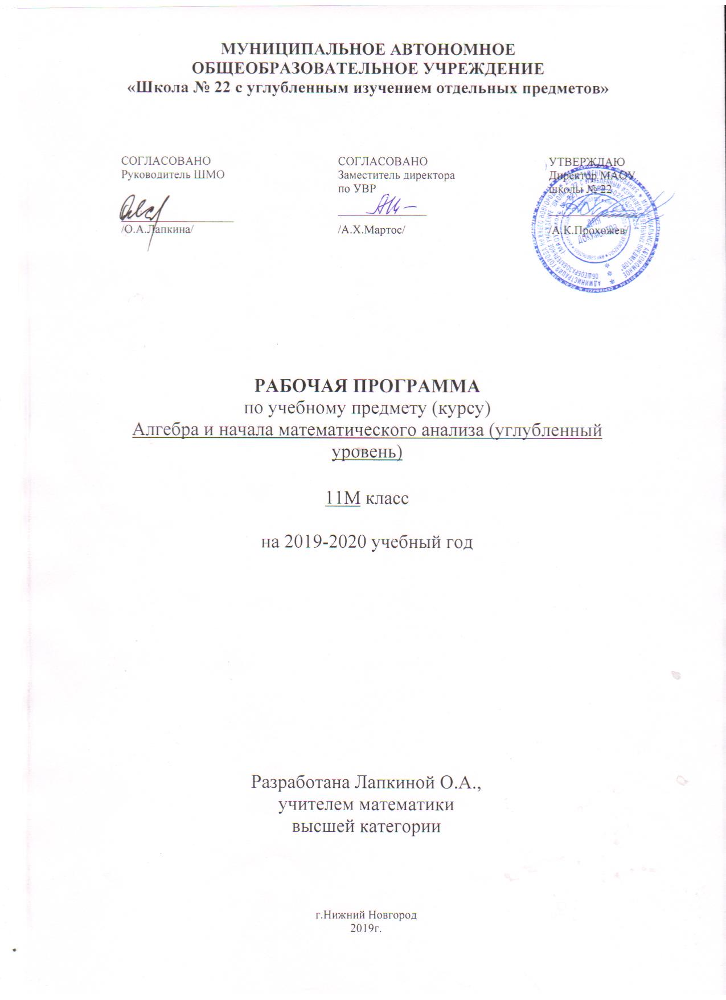 МУНИЦИПАЛЬНОЕ АВТОНОМНОЕ
ОБЩЕОБРАЗОВАТЕЛЬНОЕ УЧРЕЖДЕНИЕ
«Школа № 22 с углубленным изучением отдельных предметов»
СОГЛАСОВАНО
Руководитель ШМО
/О.А.Лапкина/
СОГЛАСОВАНО
Заместитель директора
по УВР
/А.Х.Мартос/
УТВЕРЖДАЮ
Директор МАОУ
школы № 22
/А.К.Прохожев/
ДЛЯ
ДОКУМЕНТОВ
РАБОЧАЯ ПРОГРАММА
по учебному предмету (курсу)
Алгебра и начала математического анализа (углубленный
уровень)
11М класс
на 2019-2020 учебный год
Разработана Лапкиной О.А.,
учителем математики
высшей категории
г.Нижний Новгород
2019г.